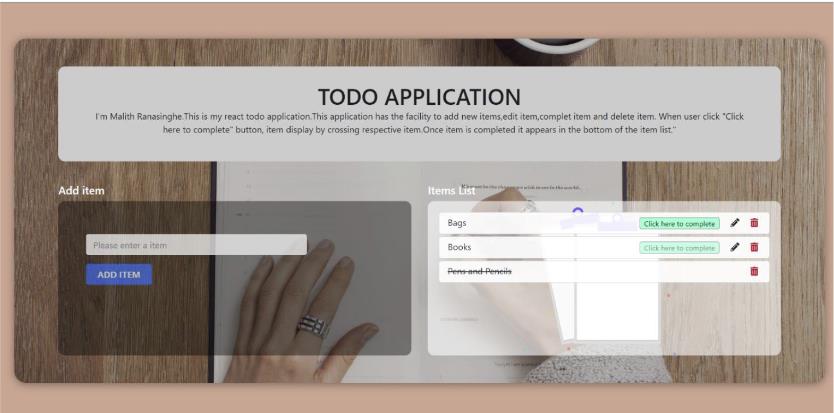 TODO APPLICATION
I'm Malith Ranasinghe.This is my react todo application.This application has the facility to add new items,edit item,complet item and delete item. When user click "Click
here to complete" button, item display by crossing respective item.Once item is completed it appears in the bottom of the item list."
Add item
Items List
Please enter a item
ADD ITEM
Bags
Click here to complete
Books
Click here to complete
Pens and Pencils